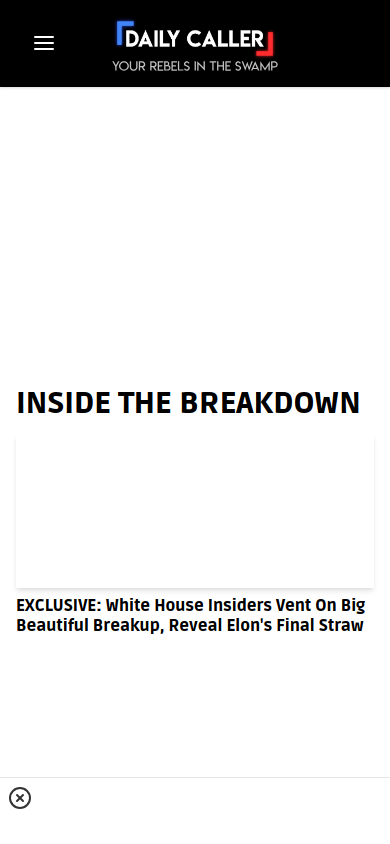 DAILY CALLER
YOUR REBELS IN THE SWAMP
INSIDE THE BREAKDOWN
EXCLUSIVE: White House Insiders Vent On Big
Beautiful Breakup, Reveal Elon's Final Straw